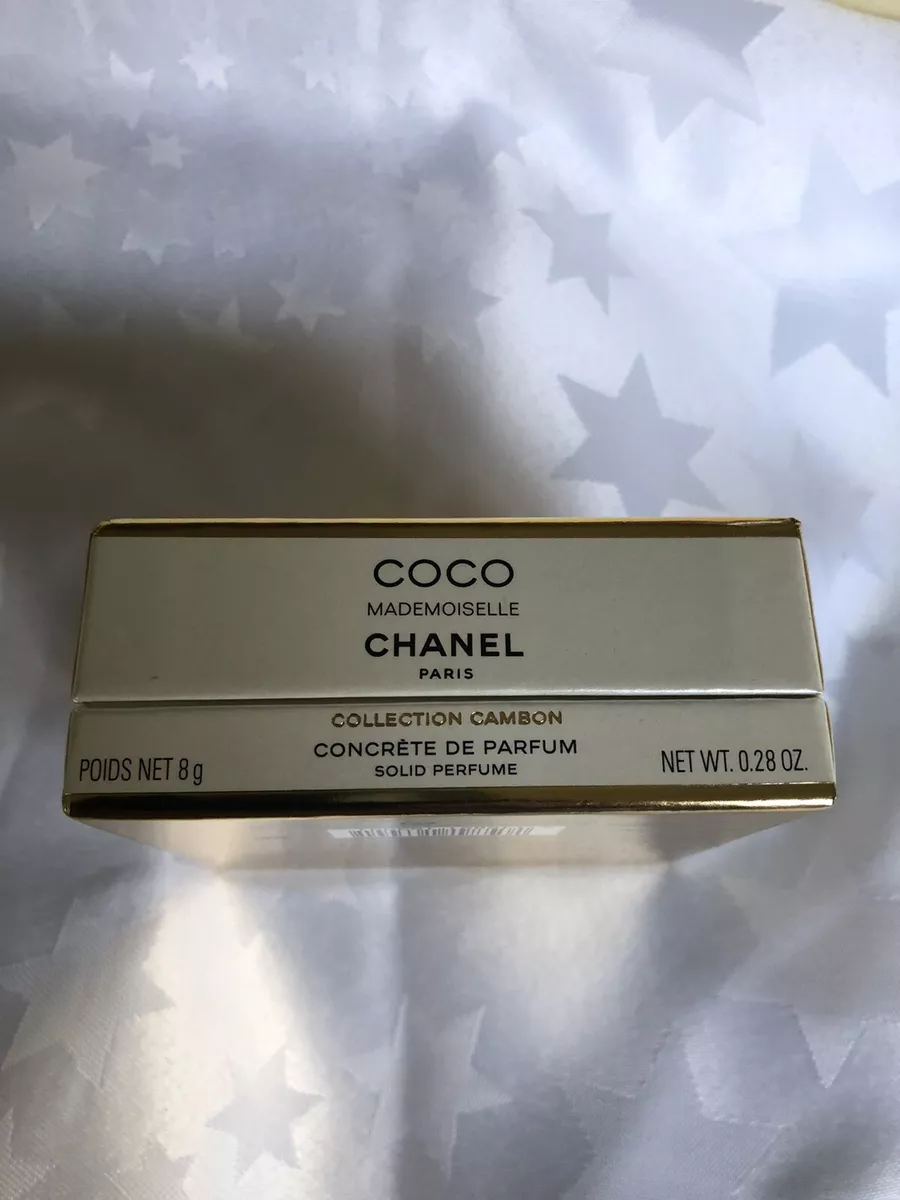 COCO
MADEMOISELLE
CHANEL
PARIS
COLLECTION CAMBON
CONCRÈTE DE PARFUM
SOLID PERFUME
POIDS NET 8 g
NET WT. 0.28 OZ.